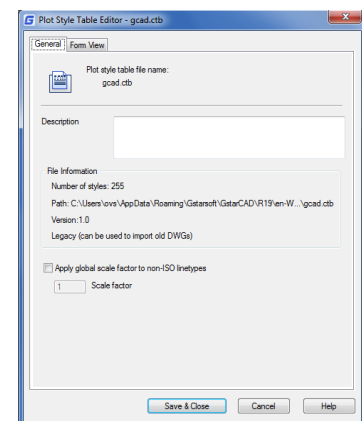 Plot Style Table Editor - gcad.ctb
General Form View
Plot style table file name:
gcad.ctb
Description
File Information
Number of styles: 255
Path: C:\Users\ovs\AppData\Roaming\Gstarsoft\GstarCAD\R19\en-W...\gcad.ctb
Version:1.0
Legacy (can be used to import old DWGs)
Apply global scale factor to non-ISO linetypes
1 Scale factor
Save & Close Cancel Help